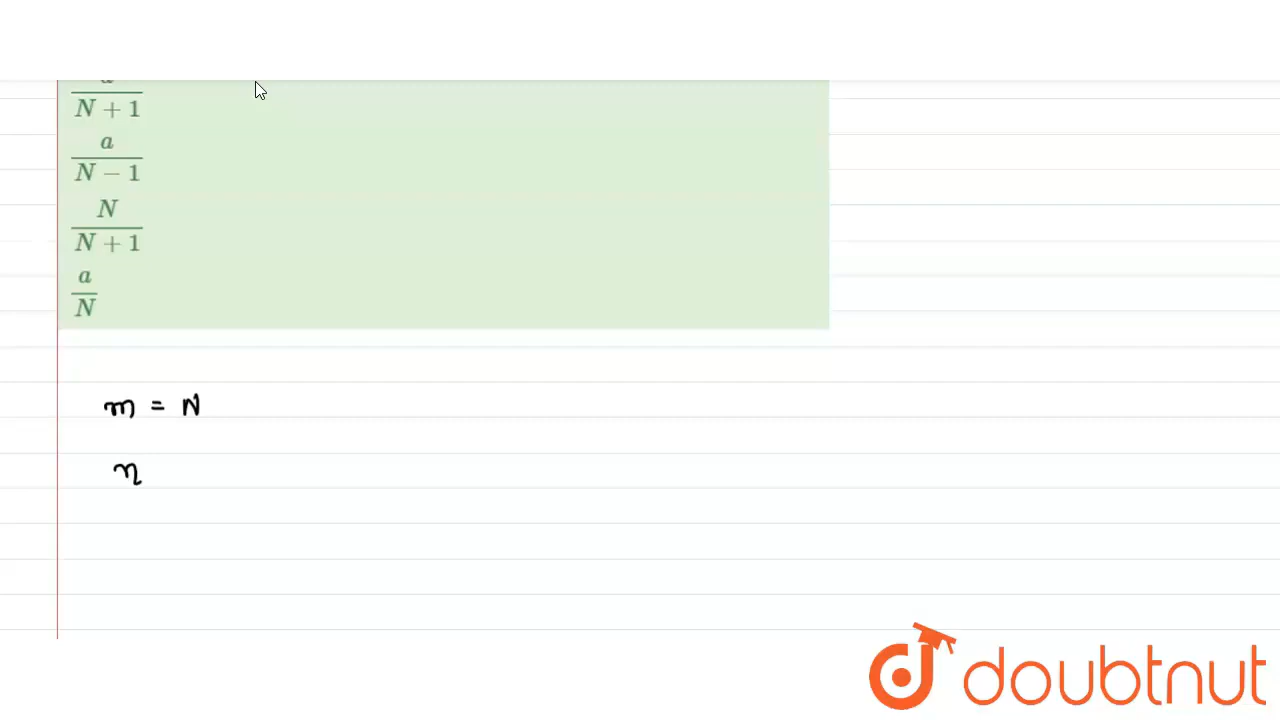 a
N + 1
a
N − 1
N
N + 1
a
N
m = N
η
doubtnut